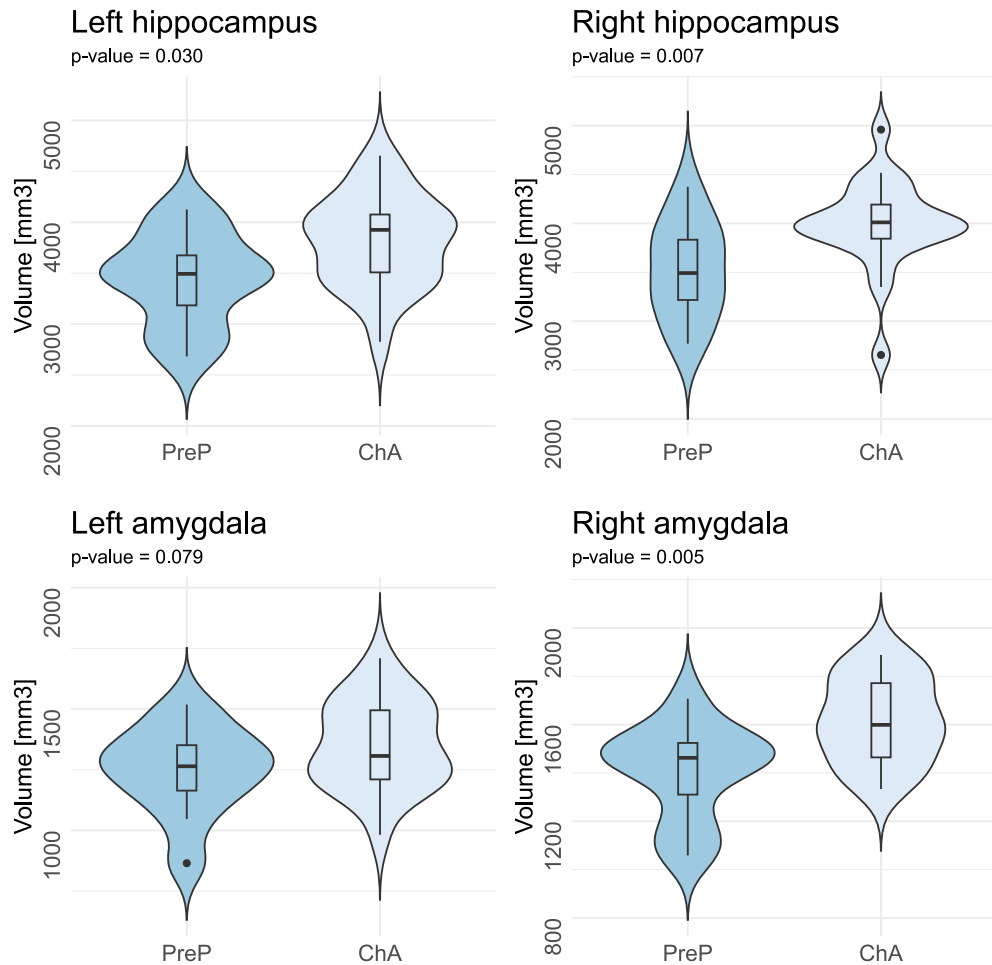 Left hippocampus
p-value = 0.030
Volume [mm3]
5000
4000
3000
2000
PreP ChA
Right hippocampus
p-value = 0.007
Volume [mm3]
5000
4000
3000
2000
PreP ChA
Left amygdala
p-value = 0.079
Volume [mm3]
2000
1500
1000
PreP ChA
Right amygdala
p-value = 0.005
Volume [mm3]
2000
1600
1200
800
PreP ChA